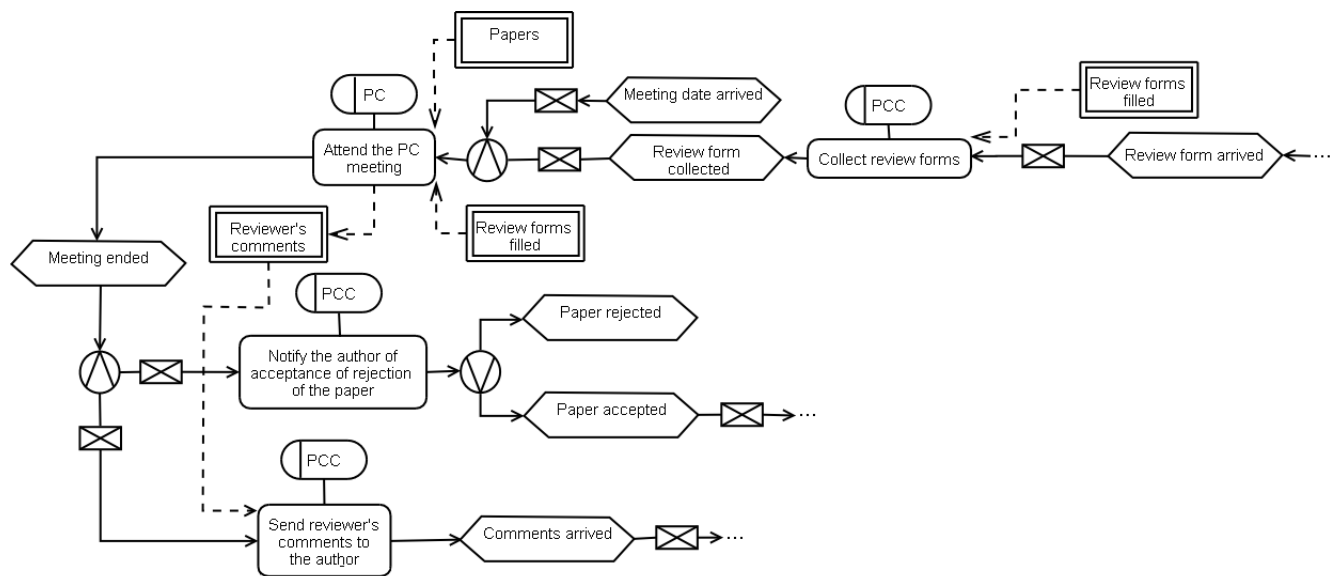 Papers
PC
Meeting date arrived
PCC
Review forms
filled
Attend the PC
meeting
Review form
collected
Collect review forms
Review form arrived
...
Reviewer's
comments
Review forms
filled
Meeting ended
PCC
Paper rejected
Notify the author of
acceptance of rejection
of the paper
Paper accepted
...
PCC
Send reviewer's
comments to
the author
Comments arrived
...